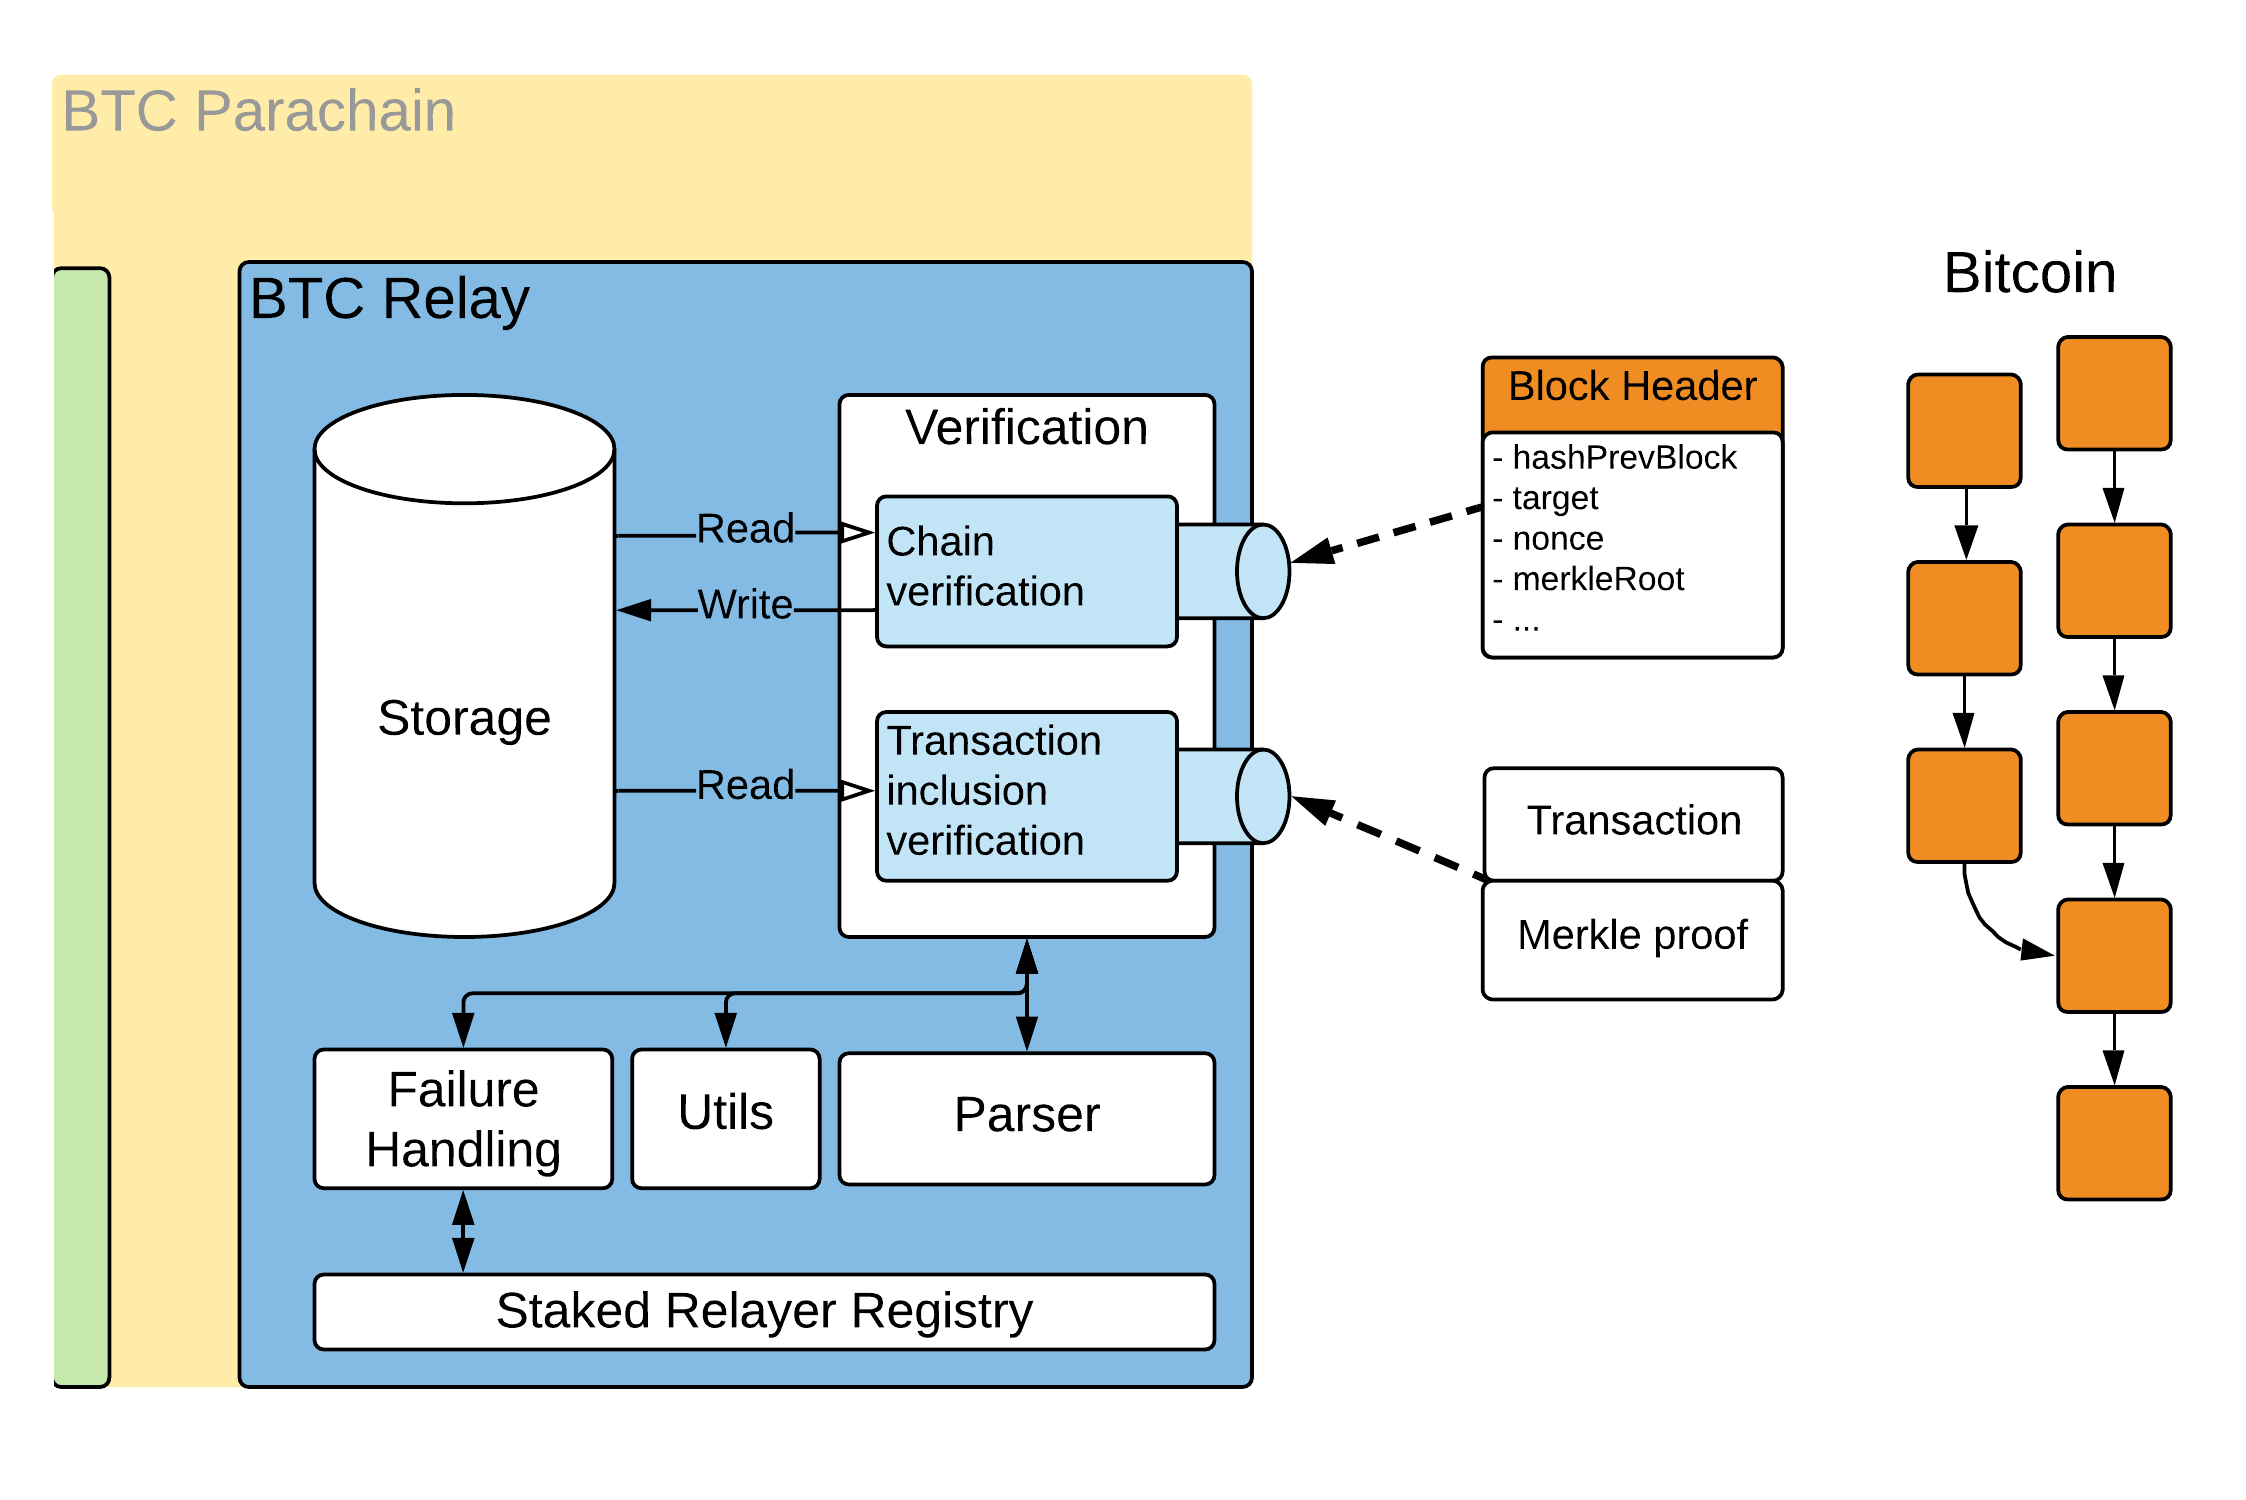 BTC Parachain
BTC Relay
Storage
Read
Write
Read
Verification
Chain
verification
Transaction
inclusion
verification
Failure
Handling
Utils
Parser
Staked Relayer Registry
Block Header
- hashPrevBlock
- target
- nonce
- merkleRoot
- ...
Transaction
Merkle proof
Bitcoin